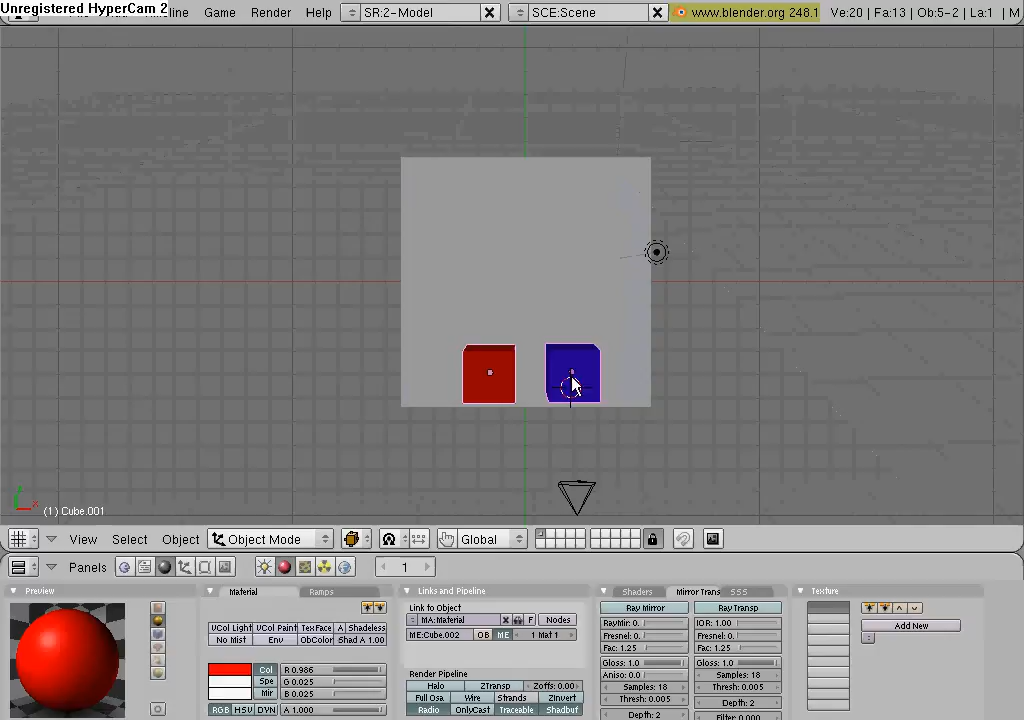 Unregistered HyperCam 2
Timeline Game Render Help SR:2-Model SCE:Scene www.blender.org 248.1 Ve:20 | Fa:13 | Ob:5-2 | La:1 | M
(1) Cube.001
View Select Object Object Mode Global
Panels 1
Preview Material Ramps Links and Pipeline Shaders Mirror Trans SSS Texture
Link to Object
MA:Material F Nodes
ME:Cube.002 OB ME 1 Mat 1
VCol Light VCol Paint TexFace A Shadeless
No Mist Env ObColor Shad A 1.00
Col R 0.986
Spe G 0.025
Mir B 0.025
RGB HSV DYN A 1.000
Render Pipeline
Halo ZTransp Zoffs: 0.00
Full Osa Wire Strands ZInvert
Radio OnlyCast Traceable Shadbuf
Ray Mirror Ray Transp
RayMir: 0. IOR: 1.00
Fresnel: 0. Fresnel: 0.
Fac: 1.25 Fac: 1.25
Gloss: 1.0 Gloss: 1.0
Aniso: 0.0 Samples: 18
Samples: 18 Thresh: 0.005
Thresh: 0.005 Depth: 2
Depth: 2 Filter: 0.000
Add New